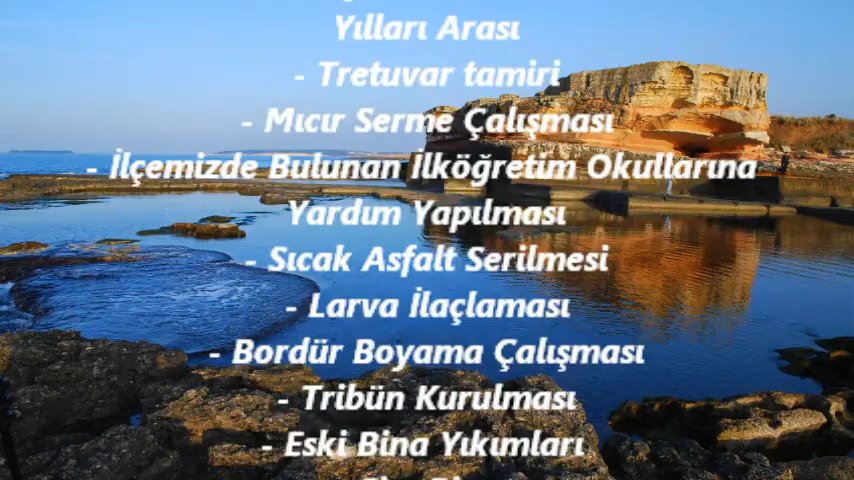 Yılları Arası
- Tretuvar tamiri
- Mıcır Serme Çalışması
- İlçemizde Bulunan İlköğretim Okullarına
Yardım Yapılması
- Sıcak Asfalt Serilmesi
- Larva İlaçlaması
- Bordür Boyama Çalışması
- Tribün Kurulması
- Eski Bina Yıkımları